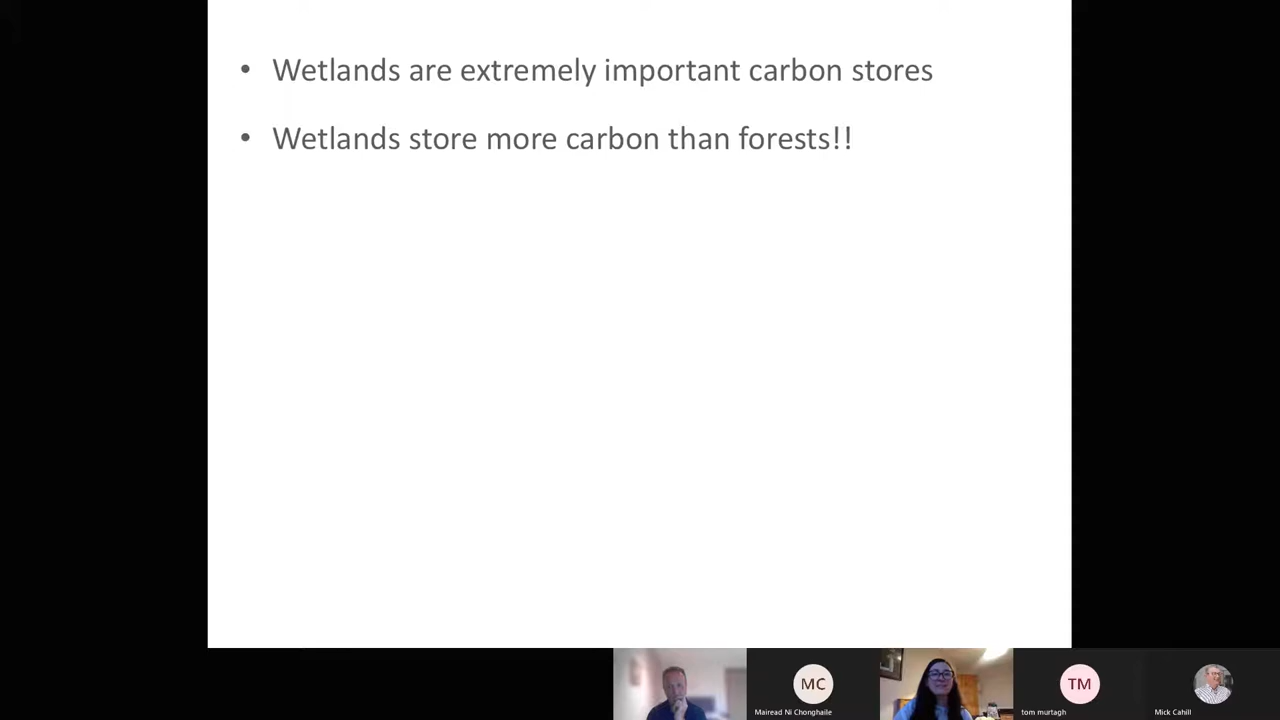 • Wetlands are extremely important carbon stores
• Wetlands store more carbon than forests!!
MC
Mairead Ni Chonghaile
TM
tom murtagh
Mick Cahill